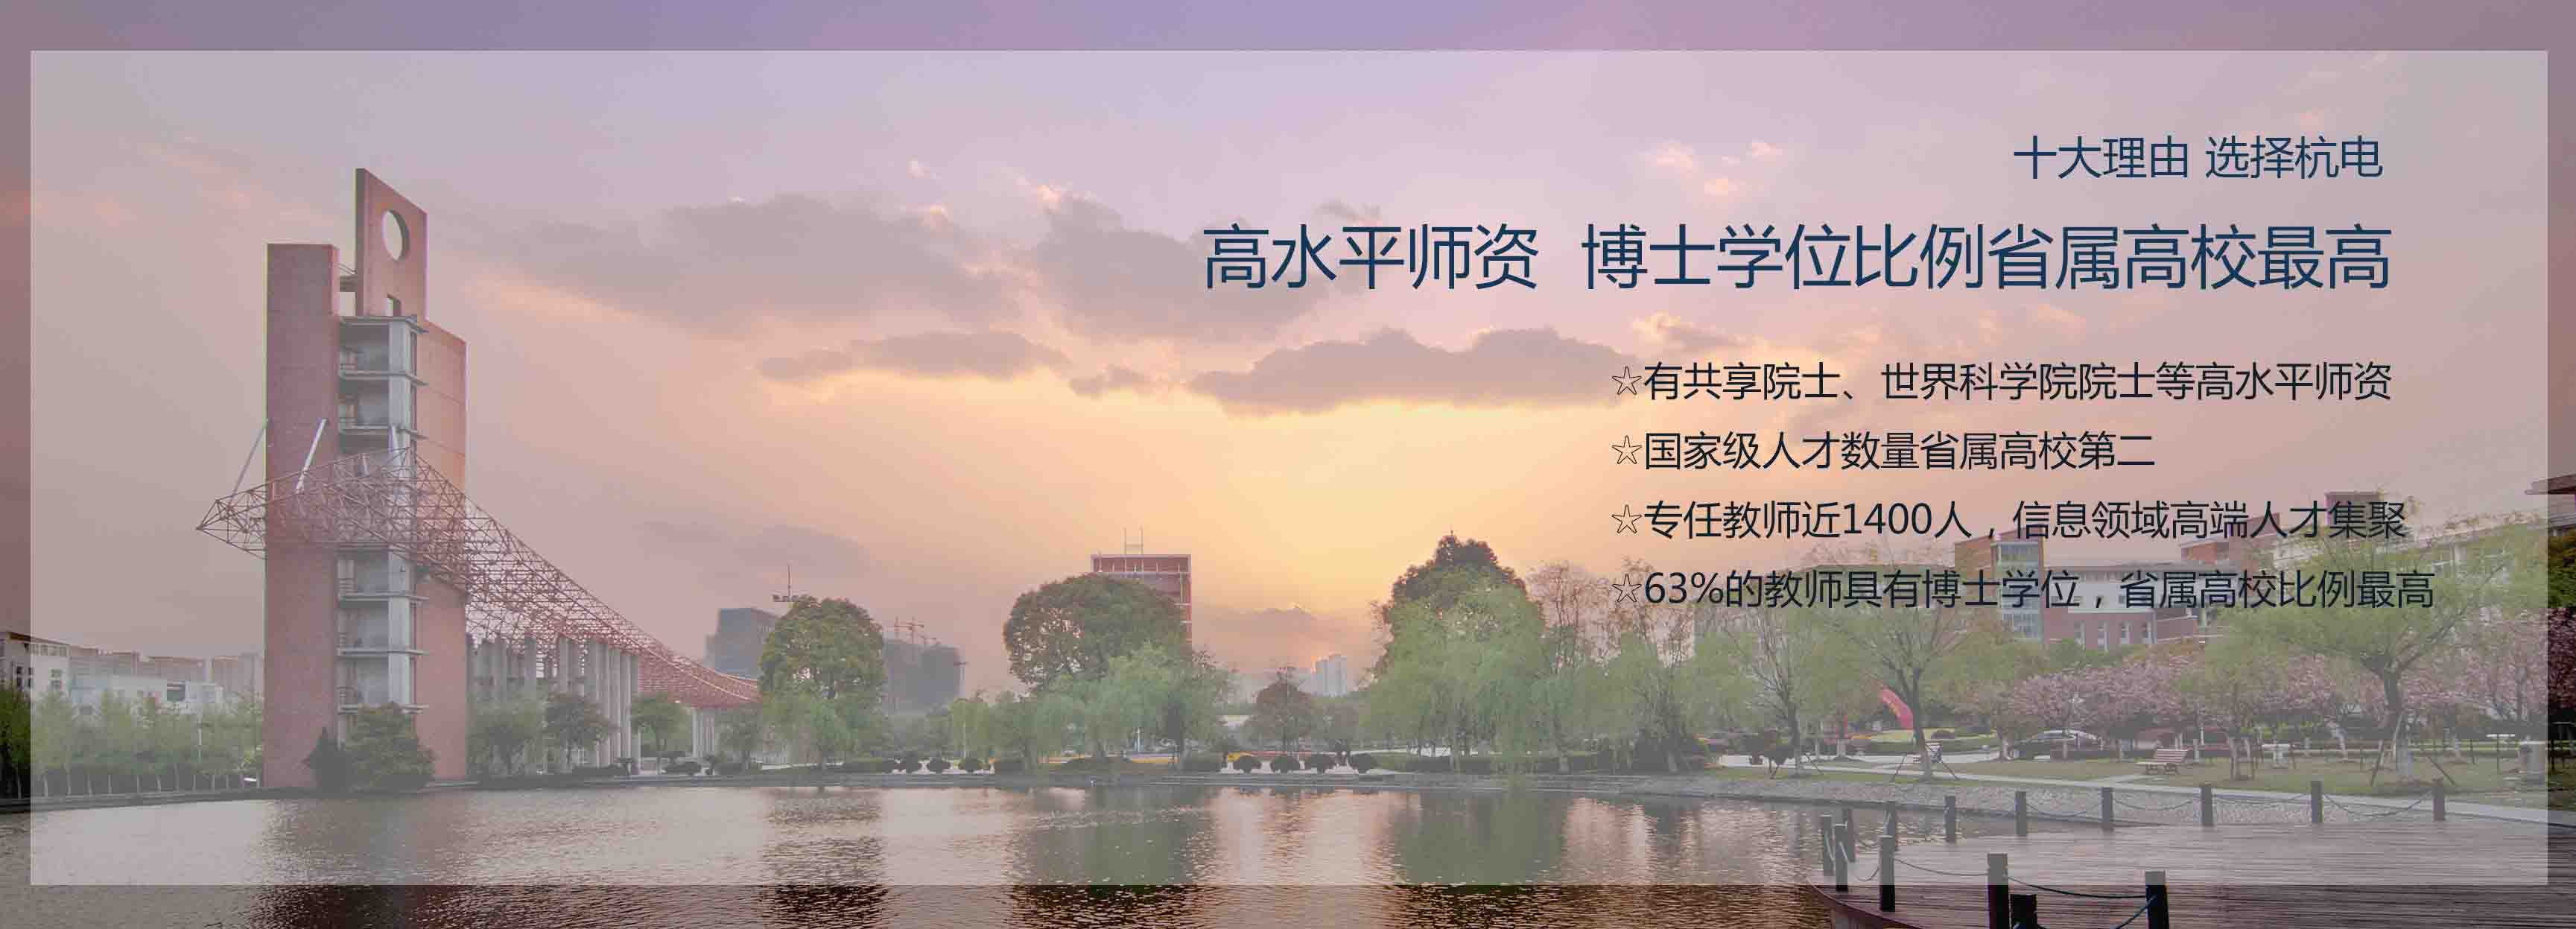 十大理由 选择杭电
高水平师资 博士学位比例省属高校最高
☆有共享院士、世界科学院院士等高水平师资
☆国家级人才数量省属高校第二
☆专任教师近1400人，信息领域高端人才集聚
☆63%的教师具有博士学位，省属高校比例最高